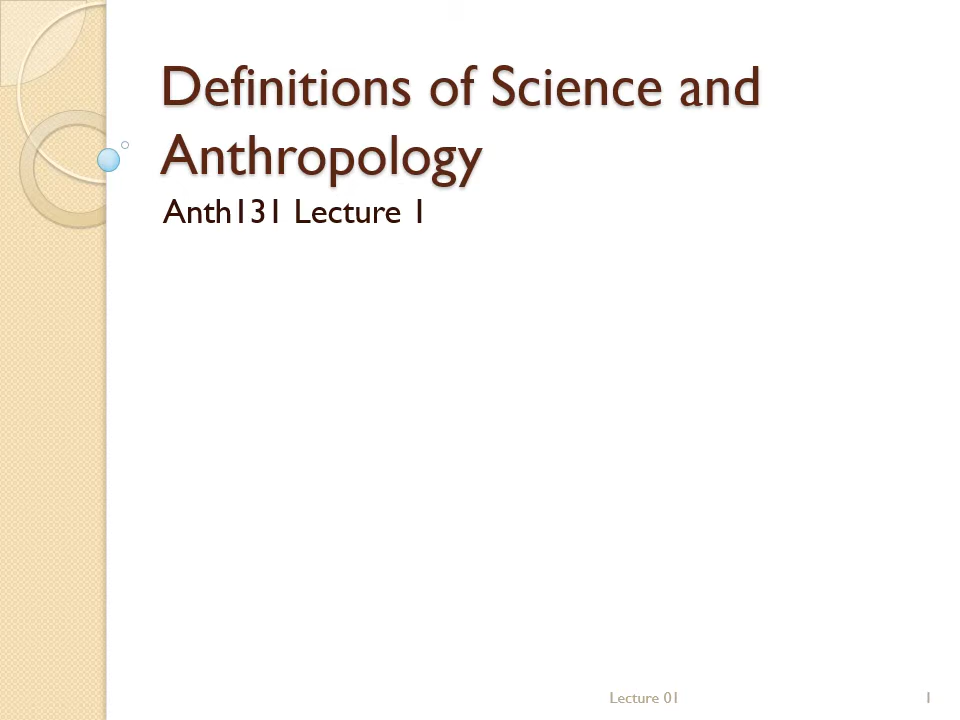 Definitions of Science and
Anthropology
Anth131 Lecture 1
Lecture 01
1